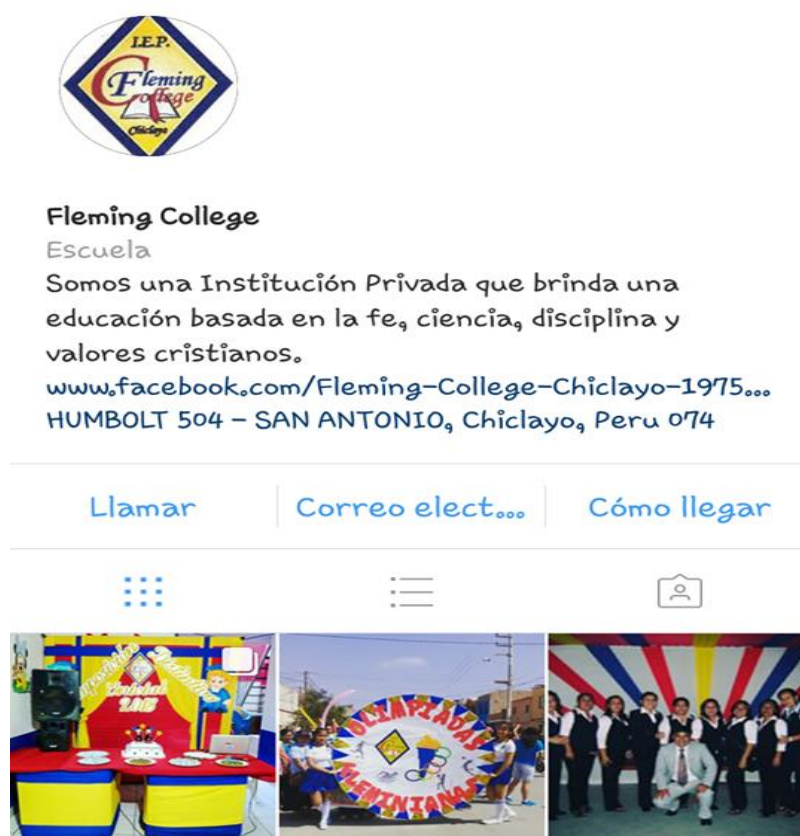 I.E.P.
Fleming
College
Chiclayo
Fleming College
Escuela
Somos una Institución Privada que brinda una
educación basada en la fe, ciencia, disciplina y
valores cristianos.
www.facebook.com/Fleming-College-Chiclayo-1975...
HUMBOLT 504 - SAN ANTONIO, Chiclayo, Peru 074
Llamar
Correo elect...
Cómo llegar
OLIMPIADAS
FLEMINIANAS